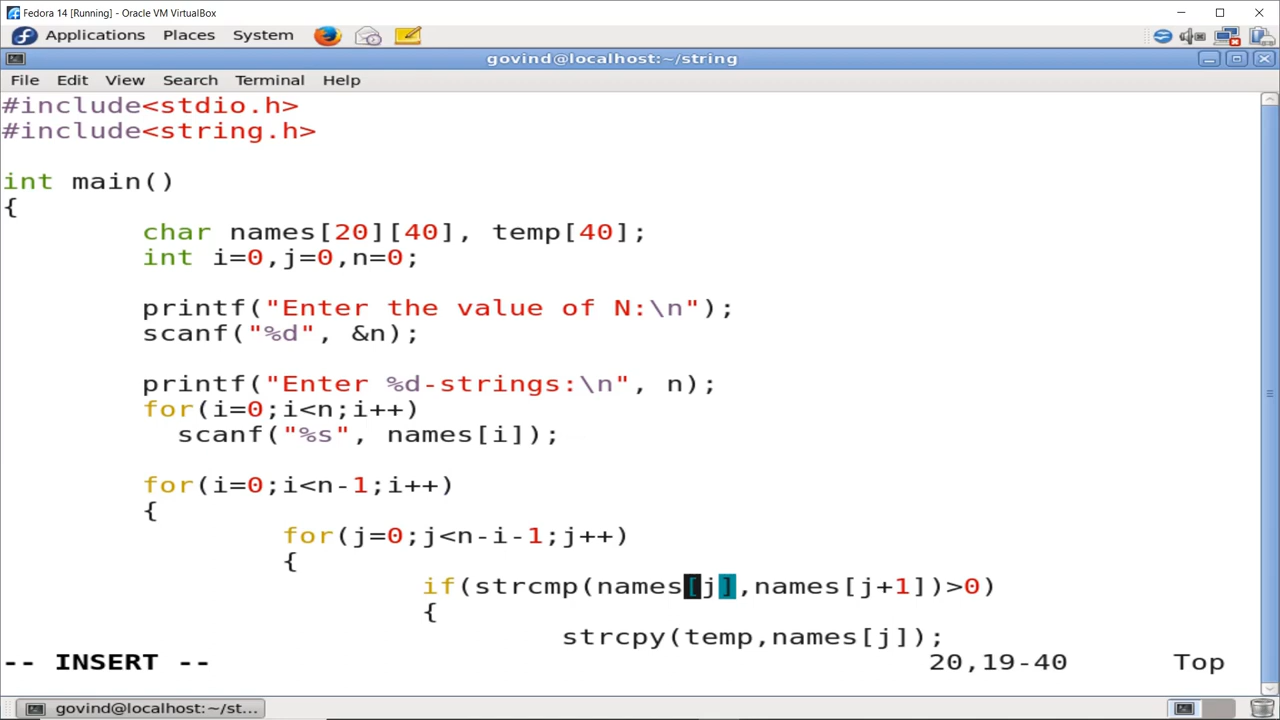 Fedora 14 [Running] - Oracle VM VirtualBox
Applications Places System
govind@localhost:~/string
File Edit View Search Terminal Help
#include<stdio.h>
#include<string.h>
int main()
{
char names[20][40], temp[40];
int i=0,j=0,n=0;
printf("Enter the value of N:\n");
scanf("%d", &n);
printf("Enter %d-strings:\n", n);
for(i=0;i<n;i++)
scanf("%s", names[i]);
for(i=0;i<n-1;i++)
{
for(j=0;j<n-i-1;j++)
{
if(strcmp(names[j],names[j+1])>0)
{
strcpy(temp,names[j]);
-- INSERT -- 20,19-40 Top
govind@localhost:~/st...